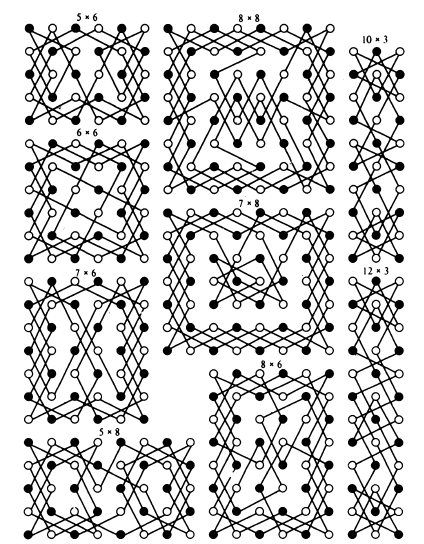 5 × 6
8 × 8
10 × 3
6 × 6
7 × 8
7 × 6
12 × 3
8 × 6
5 × 8